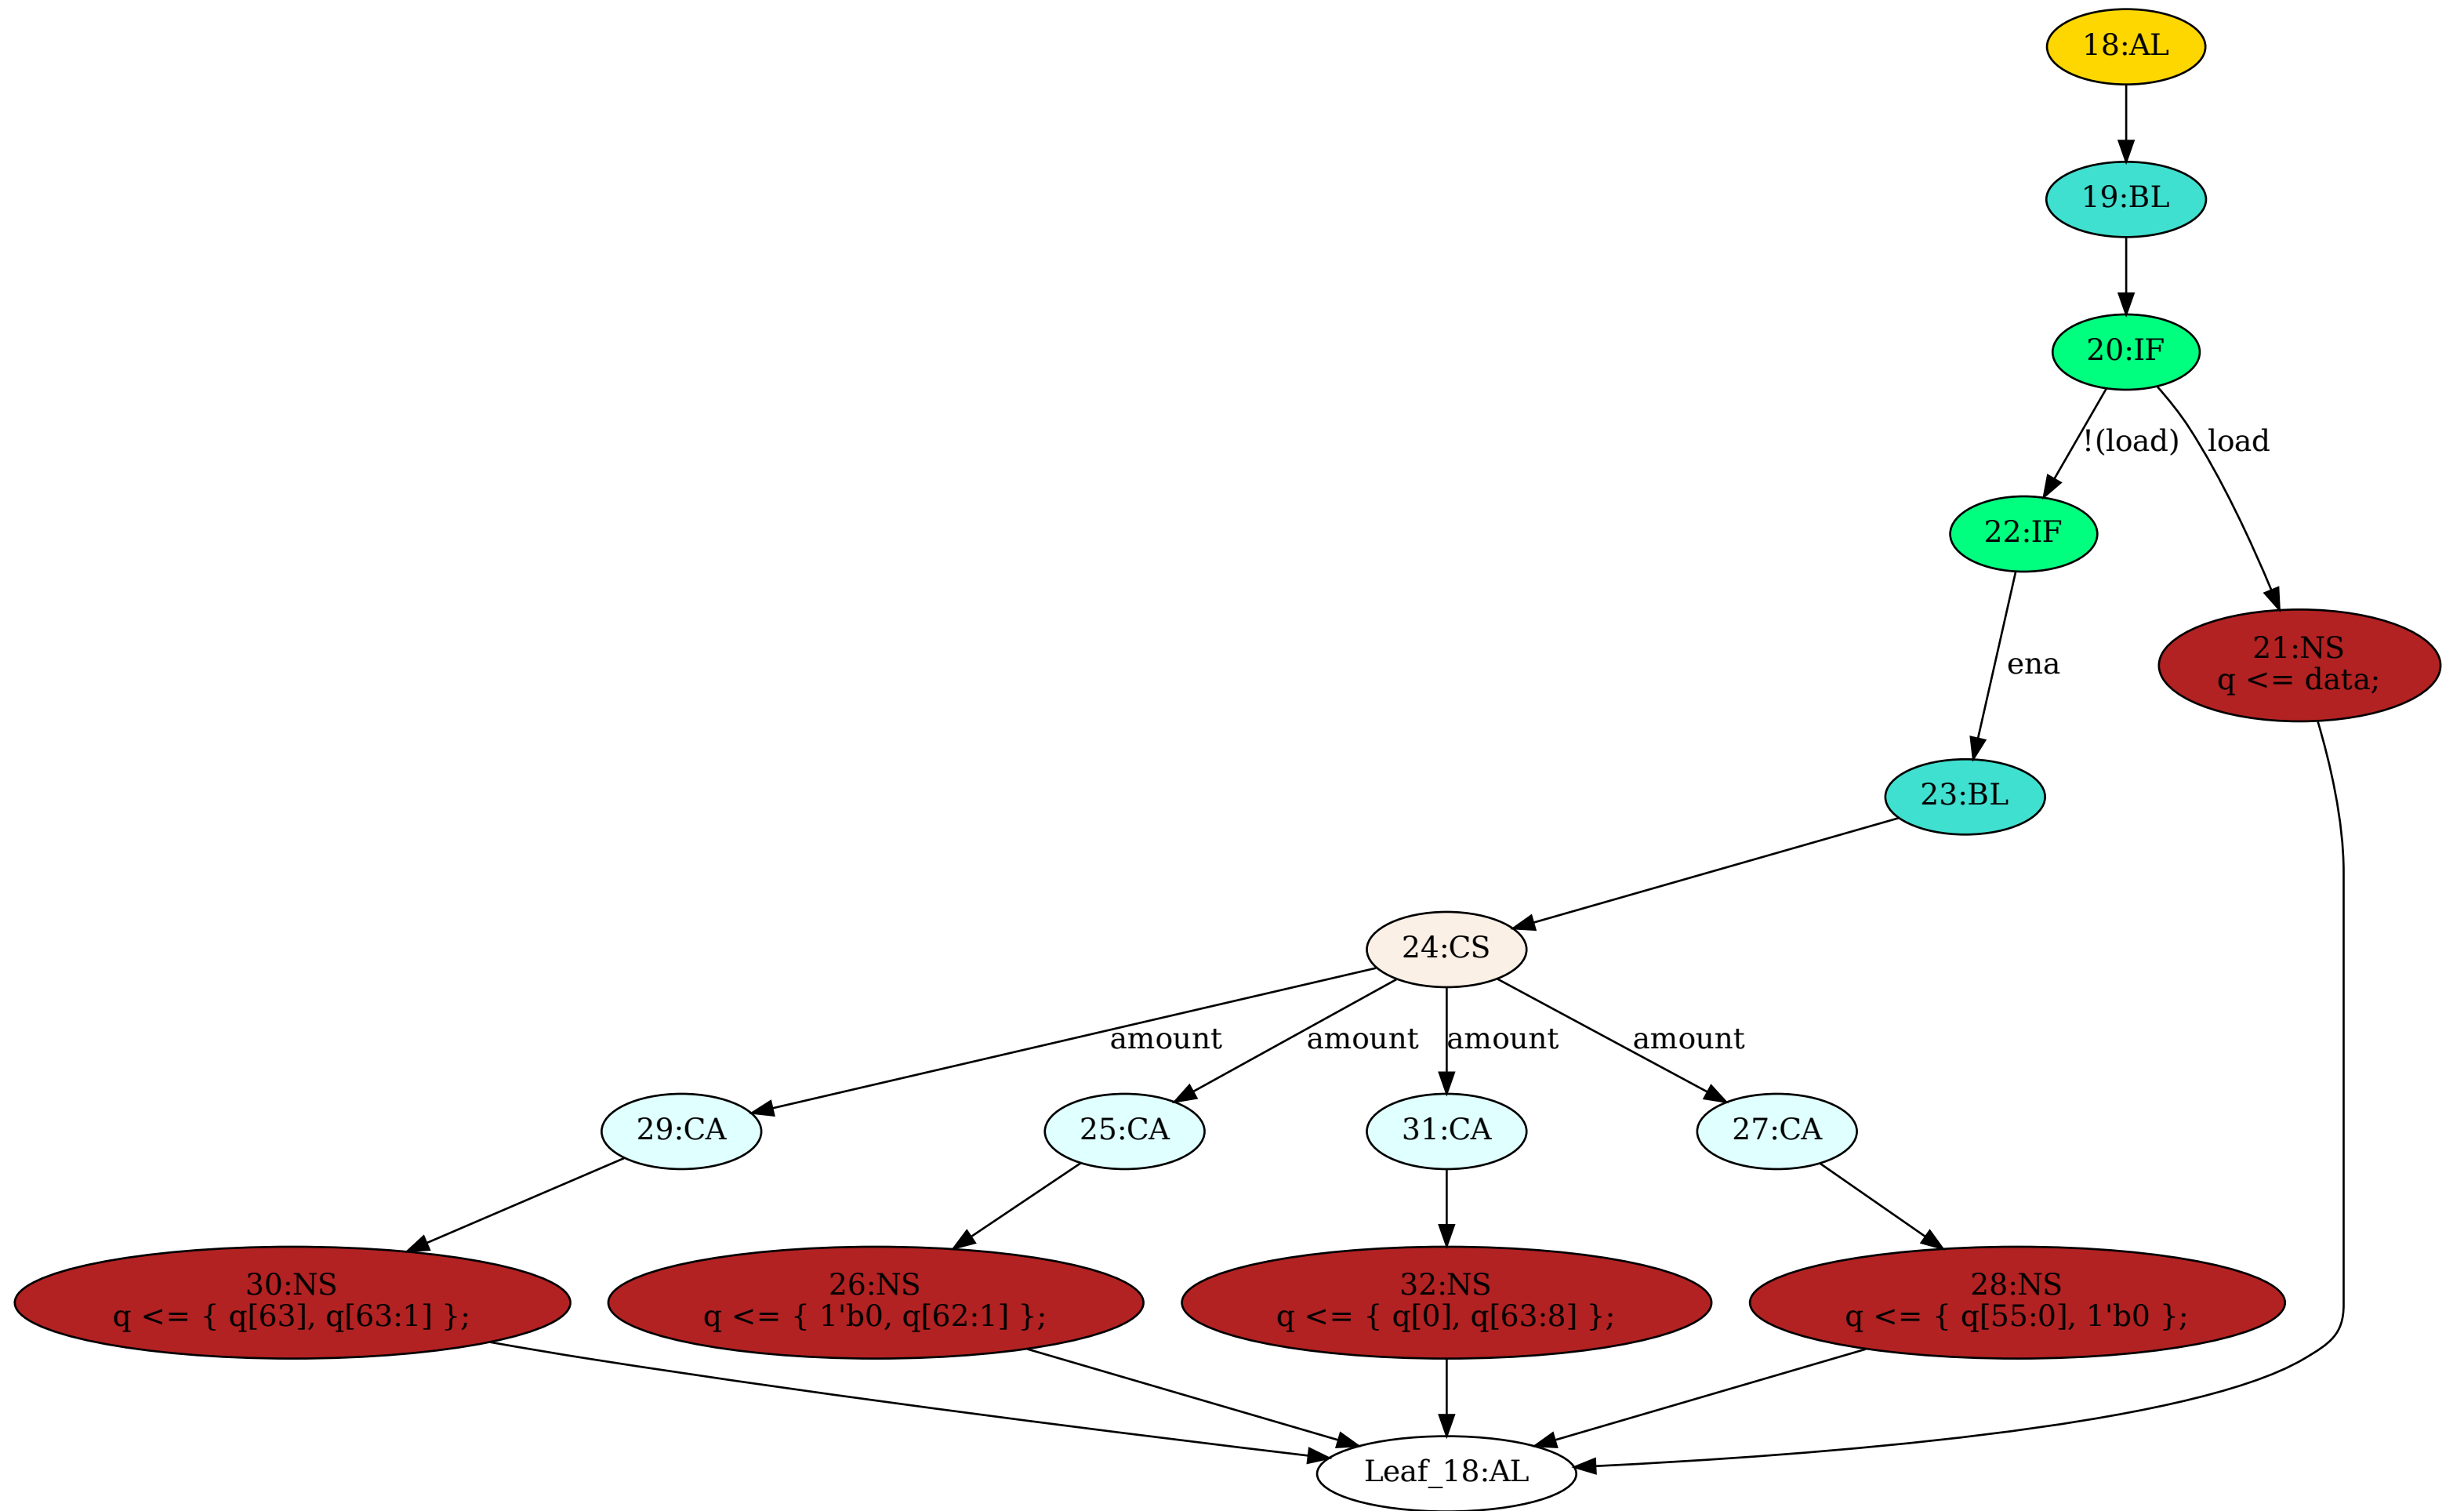 18:AL
19:BL
20:IF
!(load)
load
22:IF
21:NS
q <= data;
ena
23:BL
24:CS
amount
amount
amount
amount
29:CA
25:CA
31:CA
27:CA
30:NS
q <= { q[63], q[63:1] };
26:NS
q <= { 1'b0, q[62:1] };
32:NS
q <= { q[0], q[63:8] };
28:NS
q <= { q[55:0], 1'b0 };
Leaf_18:AL